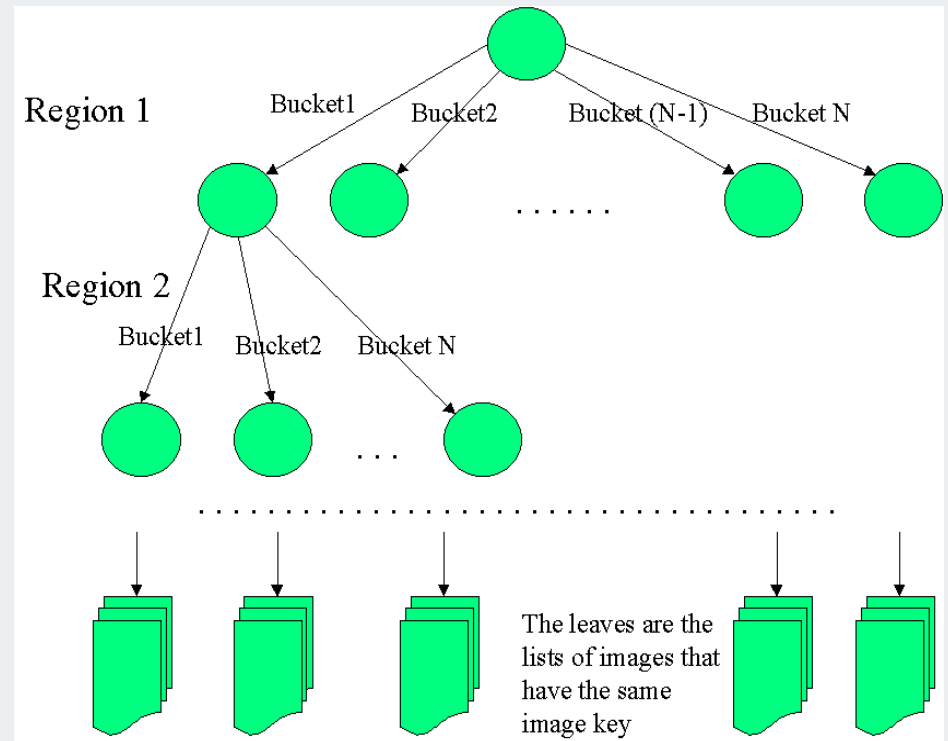 Region 1
Bucket1
Bucket2
Bucket (N-1)
Bucket N
. . . . . .
Region 2
Bucket1
Bucket2
Bucket N
. . .
. . . . . . . . . . . . . . . . . . . . . . . . . . . . . . . . . . .
The leaves are the
lists of images that
have the same
image key